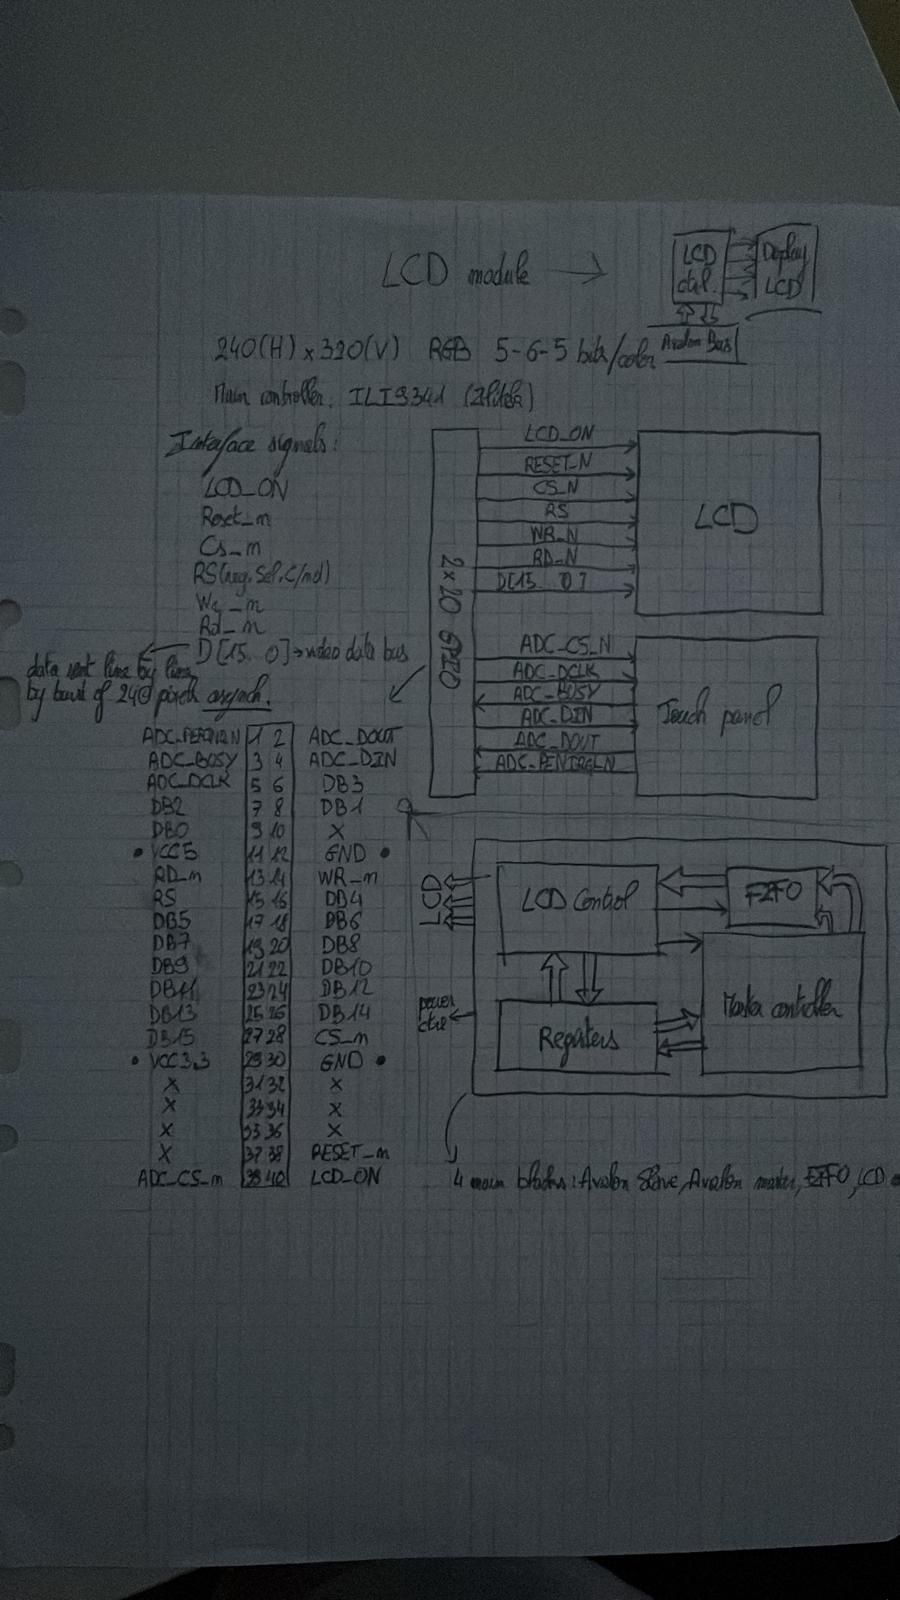 LCD module
LCD
ctrl.
Display
LCD
Avalon Bus
240(H) x 320(V) RGB 5-6-5 bits/color
Main controller: ILI9341 (Ilitek)
Interface signals:
LCD_ON
Reset_n
Cs_n
RS (reg. Sel. C/nd)
Wr_n
Rd_n
D[15..0] → video data bus
data sent line by line
by burst of 240 pixels asynch.
2x20 GPIO
LCD_ON
RESET_N
CS_N
RS
WR_N
RD_N
D[15..0]
LCD
ADC_CS_N
ADC_DCLK
ADC_BUSY
ADC_DIN
ADC_DOUT
ADC_PENIRQ_N
Touch panel
ADC_PENIRQN 1 2 ADC_DOUT
ADC_BUSY 3 4 ADC_DIN
ADC_DCLK 5 6 DB3
DB2 7 8 DB1
DB0 9 10 X
• VCC5 11 12 GND •
RD_n 13 14 WR_n
RS 15 16 DB4
DB5 17 18 DB6
DB7 19 20 DB8
DB9 21 22 DB10
DB11 23 24 DB12
DB13 25 26 DB14
DB15 27 28 CS_n
• VCC3.3 29 30 GND •
X 31 32 X
X 33 34 X
X 35 36 X
X 37 38 RESET_n
ADC_CS_n 39 40 LCD_ON
LCD
LCD Control
FIFO
power
ctrl
Registers
Master controller
4 main blocks: Avalon Slave, Avalon master, FIFO, LCD